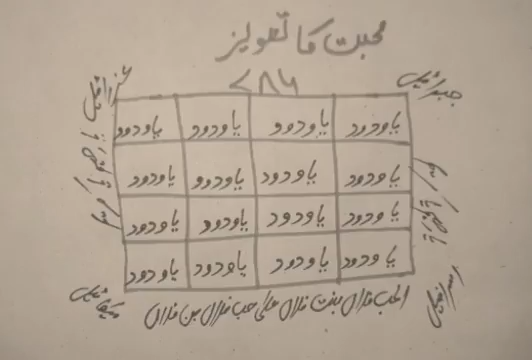 محبت کا تعویز
۷۸۶
جبرائیل
عزرائیل
یاودود یاودود یاودود یاودود
یاودود یاودود یاودود یاودود
یاودود یاودود یاودود یاودود
یاودود یاودود یاودود یاودود
میکائیل
الحب فلاں بنت فلاں علی حب فلاں بن فلاں